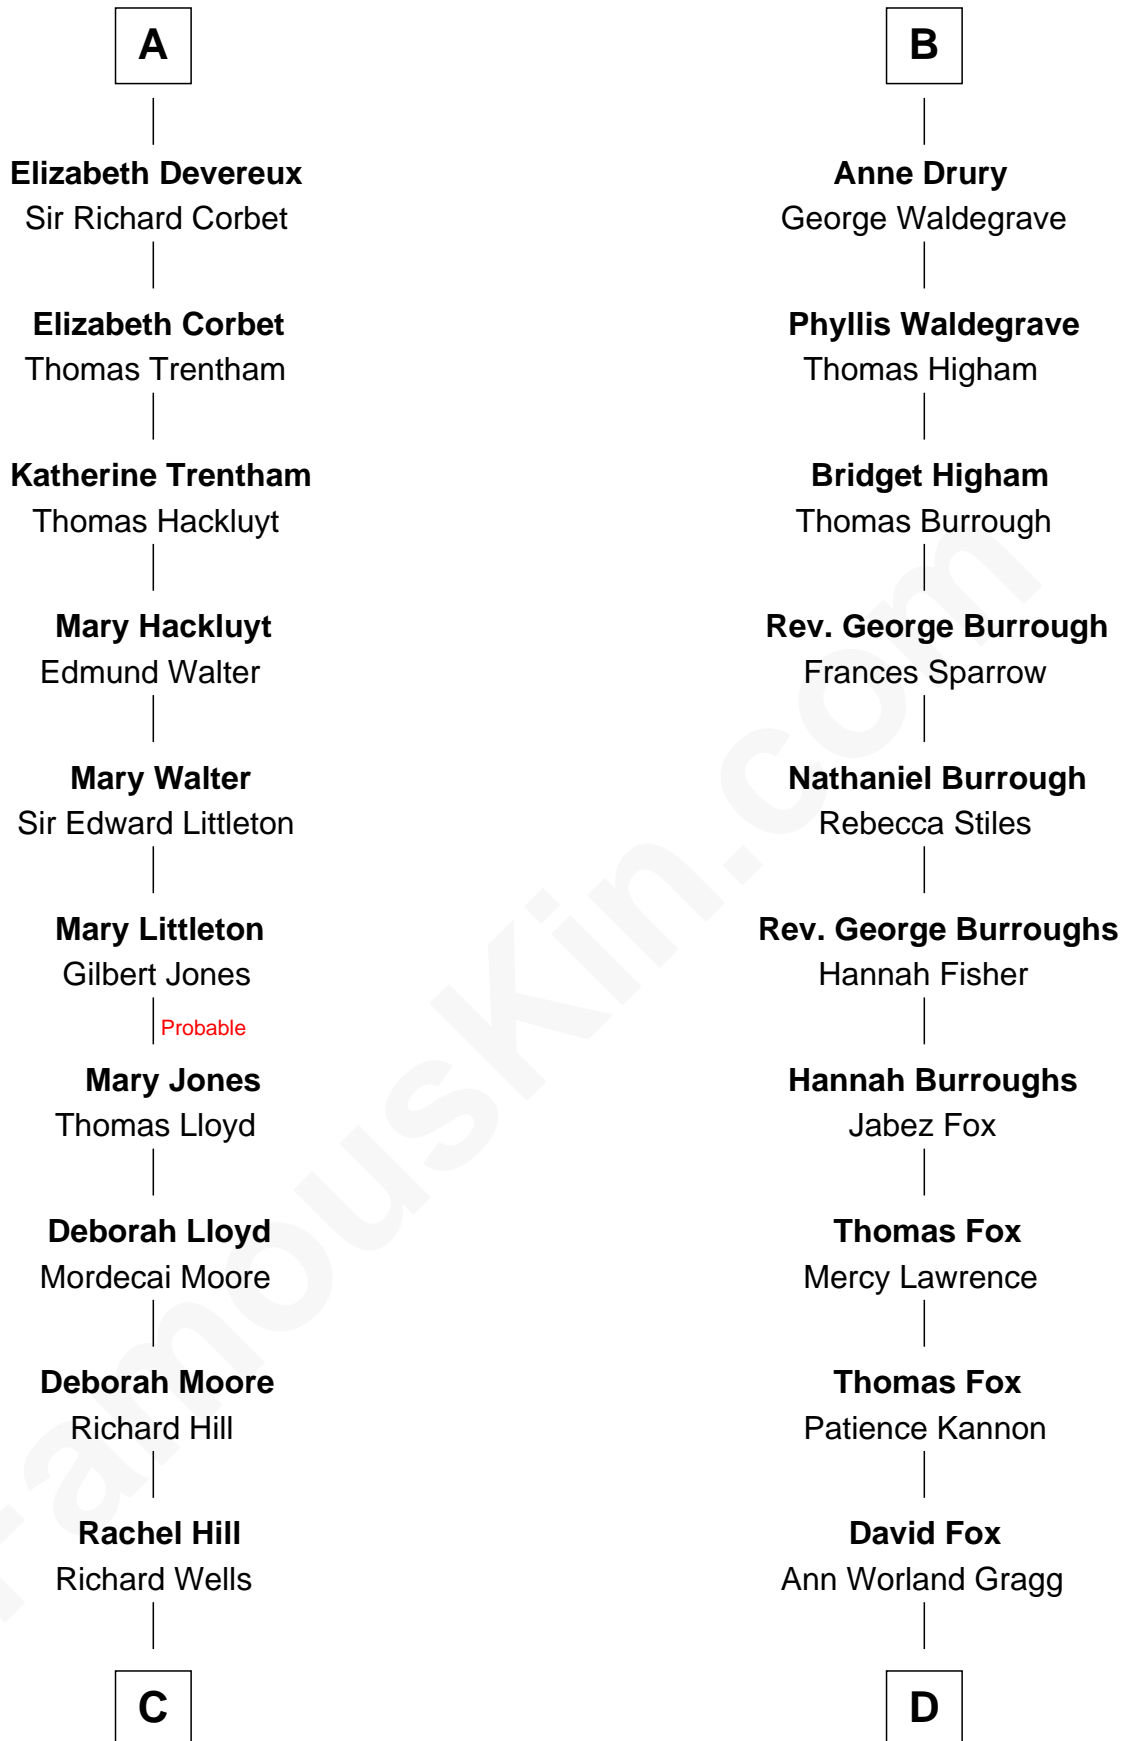 A
Elizabeth Devereux
Sir Richard Corbet
Elizabeth Corbet
Thomas Trentham
Katherine Trentham
Thomas Hackluyt
Mary Hackluyt
Edmund Walter
Mary Walter
Sir Edward Littleton
Mary Littleton
Gilbert Jones
Probable
Mary Jones
Thomas Lloyd
Deborah Lloyd
Mordecai Moore
Deborah Moore
Richard Hill
Rachel Hill
Richard Wells
C
B
Anne Drury
George Waldegrave
Phyllis Waldegrave
Thomas Higham
Bridget Higham
Thomas Burrough
Rev. George Burrough
Frances Sparrow
Nathaniel Burrough
Rebecca Stiles
Rev. George Burroughs
Hannah Fisher
Hannah Burroughs
Jabez Fox
Thomas Fox
Mercy Lawrence
Thomas Fox
Patience Kannon
David Fox
Ann Worland Gragg
D
FamousKin.com